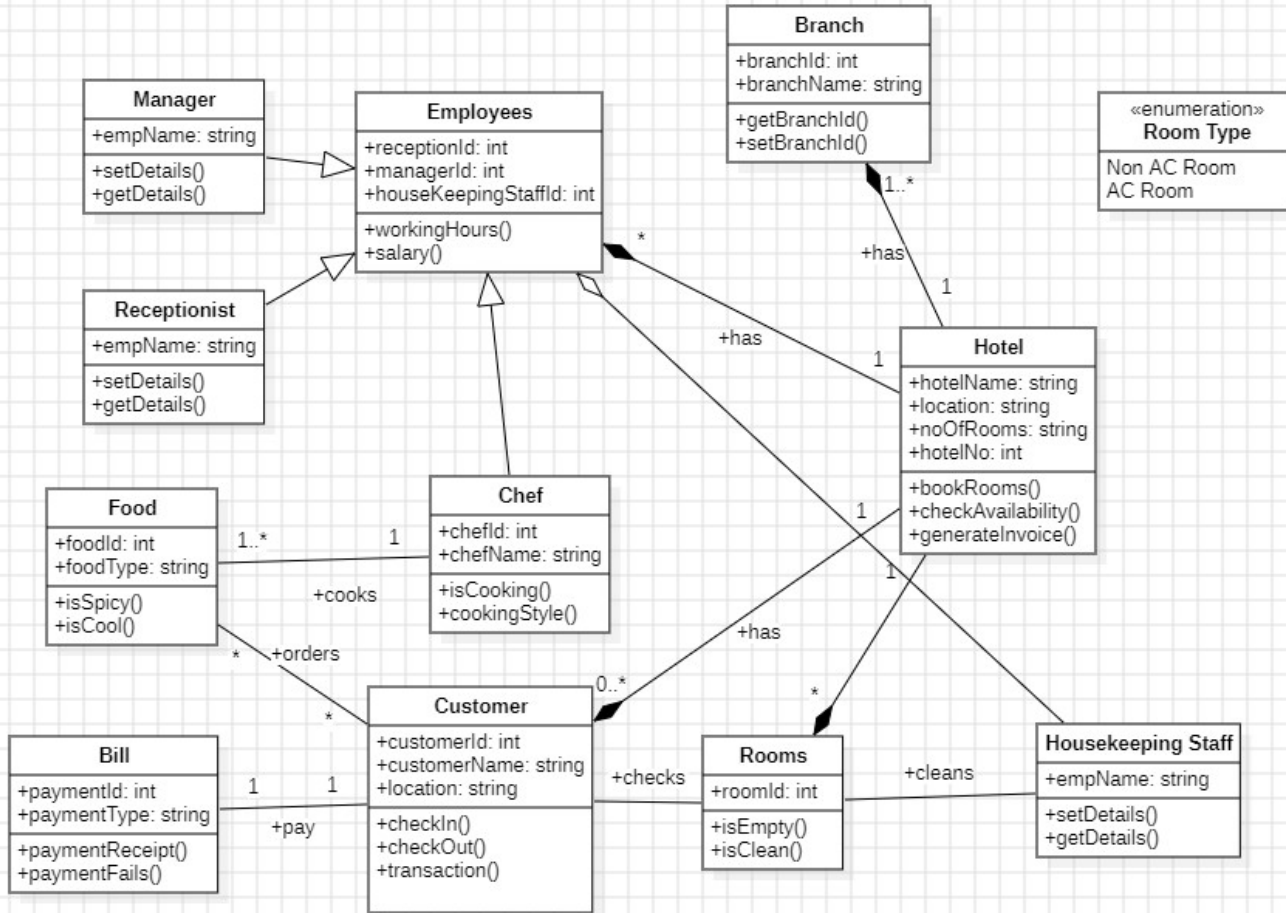 Branch
+branchId: int
+branchName: string
+getBranchId()
+setBranchId()
Manager
+empName: string
+setDetails()
+getDetails()
Employees
+receptionId: int
+managerId: int
+houseKeepingStaffId: int
+workingHours()
+salary()
«enumeration»
Room Type
Non AC Room
AC Room
1..*
+has
1
*
+has
1
Receptionist
+empName: string
+setDetails()
+getDetails()
Hotel
+hotelName: string
+location: string
+noOfRooms: string
+hotelNo: int
+bookRooms()
+checkAvailability()
+generateInvoice()
Food
+foodId: int
+foodType: string
+isSpicy()
+isCool()
1..*
1
+cooks
Chef
+chefId: int
+chefName: string
+isCooking()
+cookingStyle()
1
1
+has
0..*
*
*
+orders
*
Customer
+customerId: int
+customerName: string
+location: string
+checkIn()
+checkOut()
+transaction()
Bill
+paymentId: int
+paymentType: string
+paymentReceipt()
+paymentFails()
1
1
+pay
+checks
Rooms
+roomId: int
+isEmpty()
+isClean()
+cleans
Housekeeping Staff
+empName: string
+setDetails()
+getDetails()